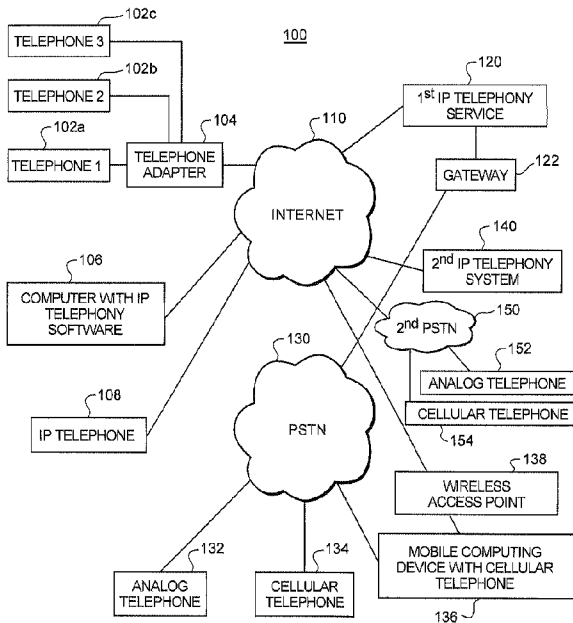 102c
TELEPHONE 3
100
102b
TELEPHONE 2
102a
TELEPHONE 1
104
TELEPHONE
ADAPTER
110
INTERNET
120
1st IP TELEPHONY
SERVICE
GATEWAY
122
140
2nd IP TELEPHONY
SYSTEM
106
COMPUTER WITH IP
TELEPHONY
SOFTWARE
150
2nd PSTN
152
ANALOG TELEPHONE
CELLULAR TELEPHONE
154
108
IP TELEPHONE
130
PSTN
138
WIRELESS
ACCESS POINT
132
ANALOG
TELEPHONE
134
CELLULAR
TELEPHONE
MOBILE COMPUTING
DEVICE WITH CELLULAR
TELEPHONE
136